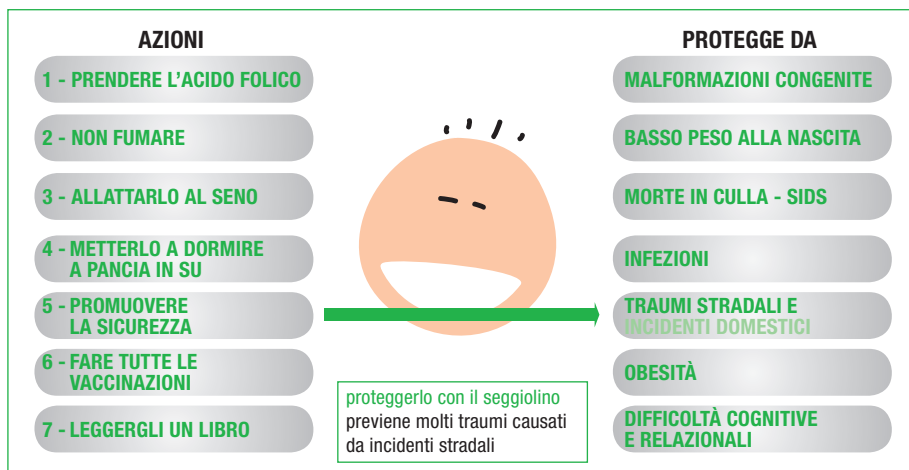 AZIONI
1 - PRENDERE L'ACIDO FOLICO
2 - NON FUMARE
3 - ALLATTARLO AL SENO
4 - METTERLO A DORMIRE
A PANCIA IN SU
5 - PROMUOVERE
LA SICUREZZA
6 - FARE TUTTE LE
VACCINAZIONI
7 - LEGGERGLI UN LIBRO
proteggerlo con il seggiolino
previene molti traumi causati
da incidenti stradali
PROTEGGE DA
MALFORMAZIONI CONGENITE
BASSO PESO ALLA NASCITA
MORTE IN CULLA - SIDS
INFEZIONI
TRAUMI STRADALI E
INCIDENTI DOMESTICI
OBESITÀ
DIFFICOLTÀ COGNITIVE
E RELAZIONALI